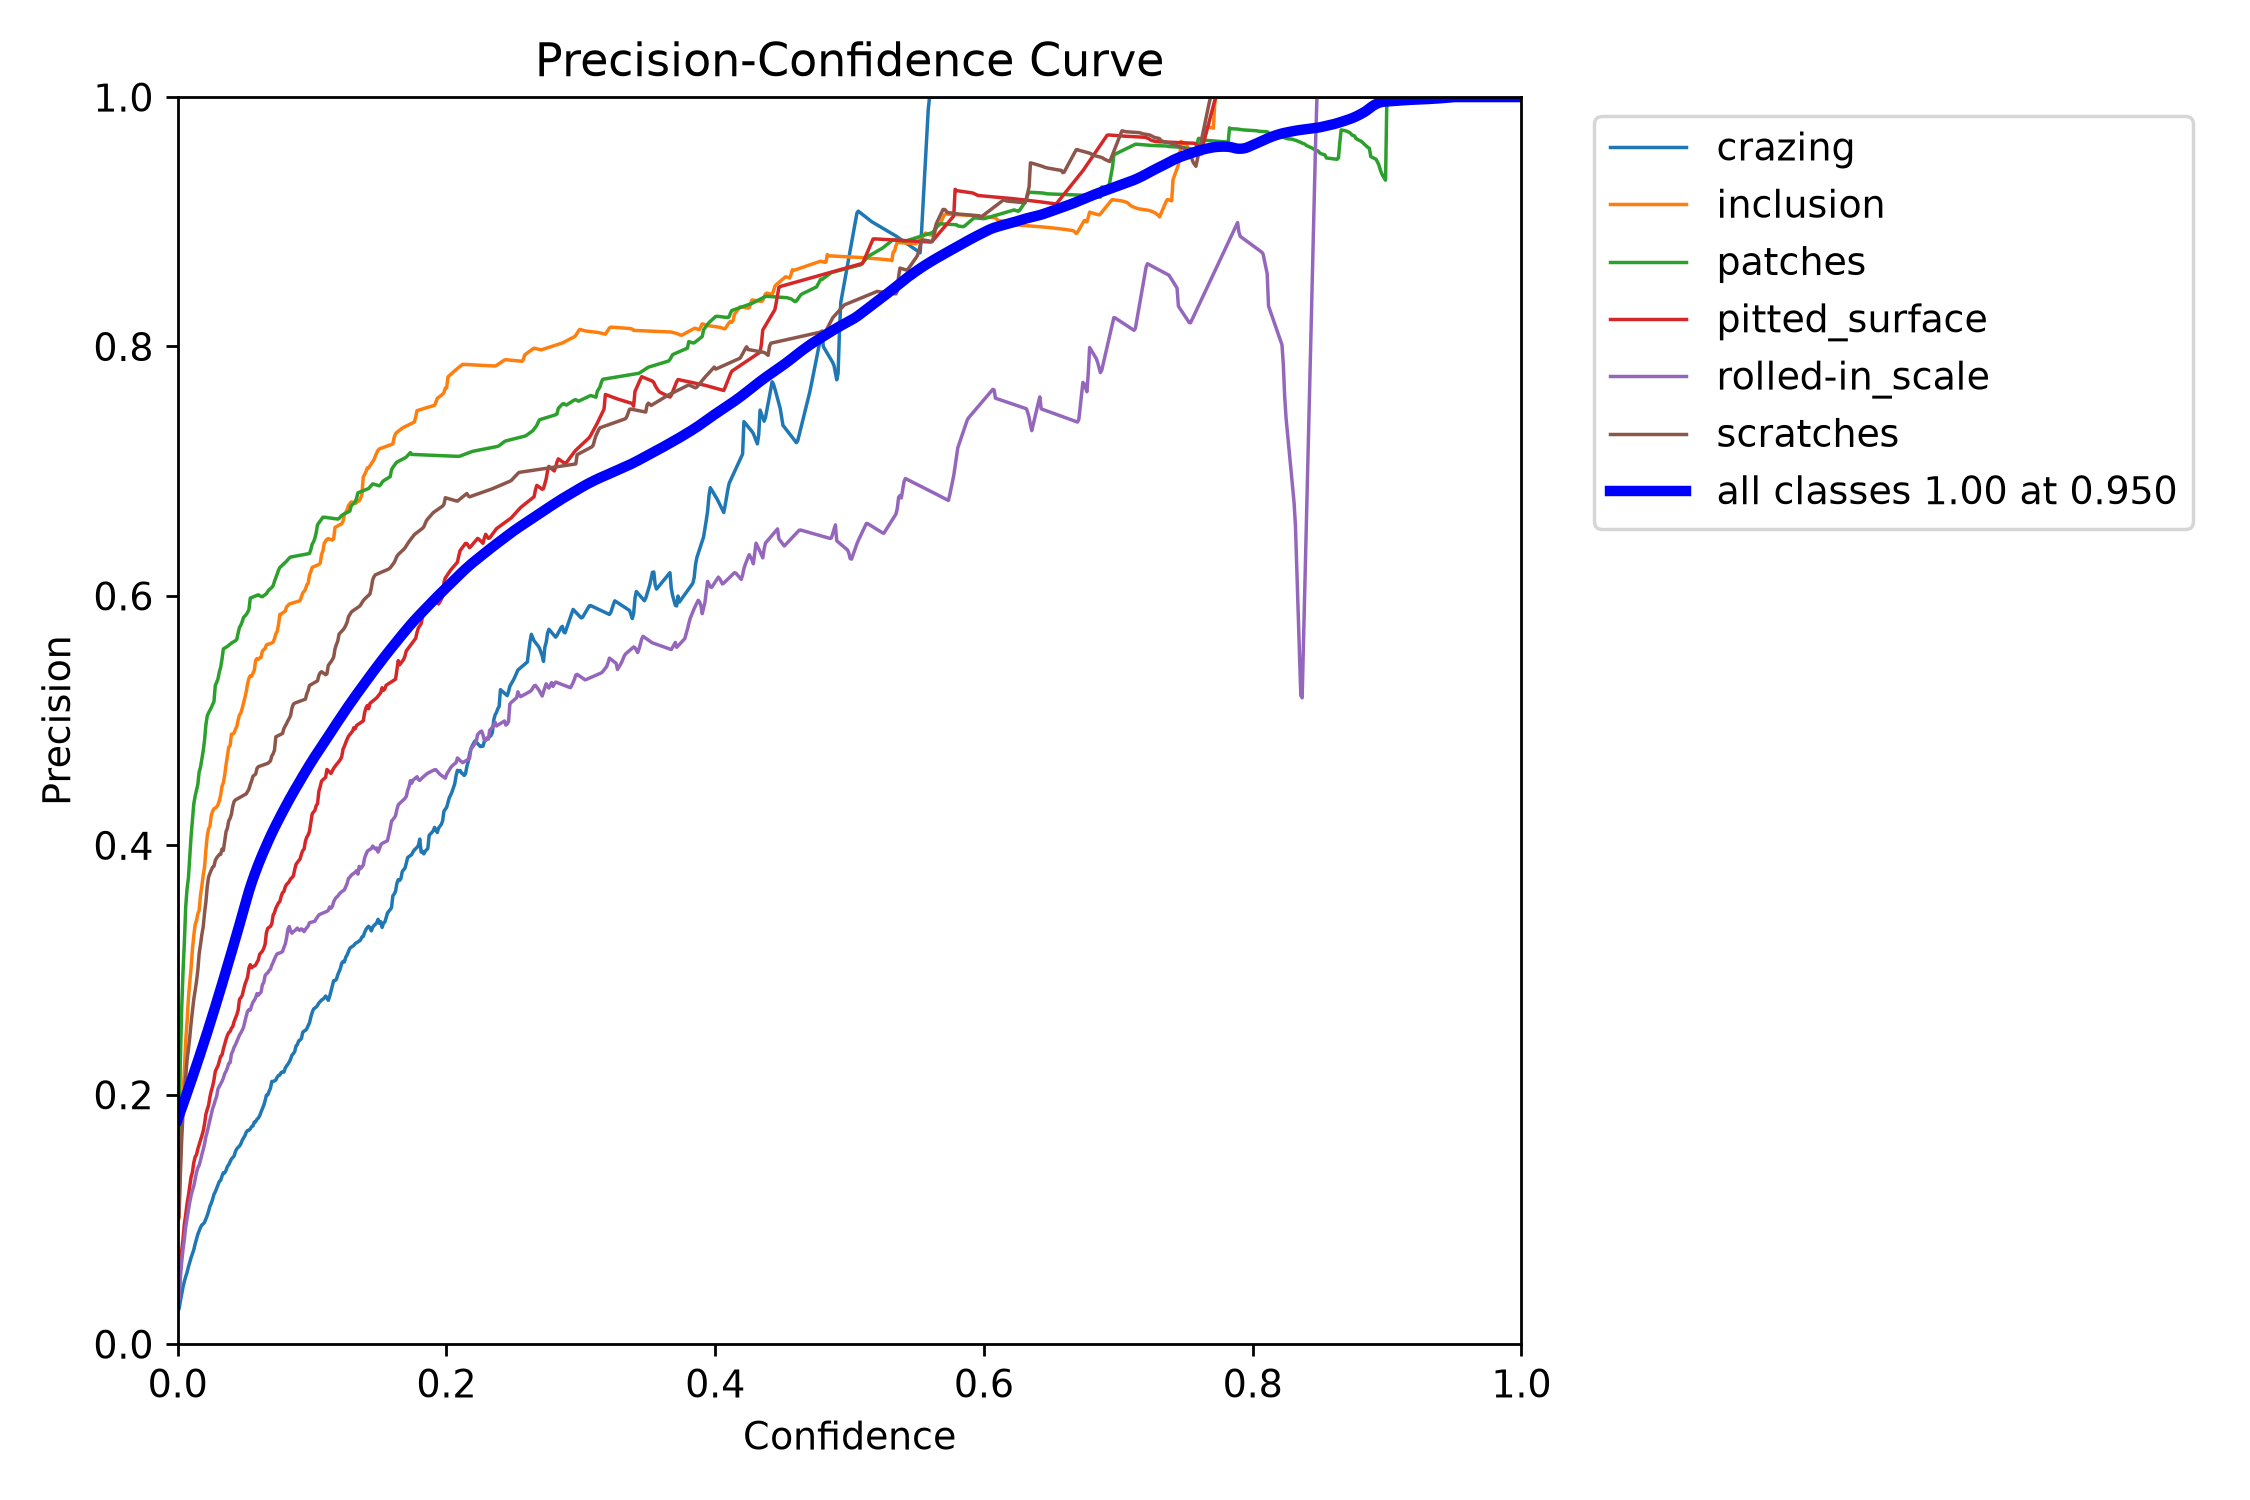 Precision-Confidence Curve
1.0
0.8
0.6
0.4
0.2
0.0
Precision
0.0 0.2 0.4 0.6 0.8 1.0
Confidence
crazing
inclusion
patches
pitted_surface
rolled-in_scale
scratches
all classes 1.00 at 0.950